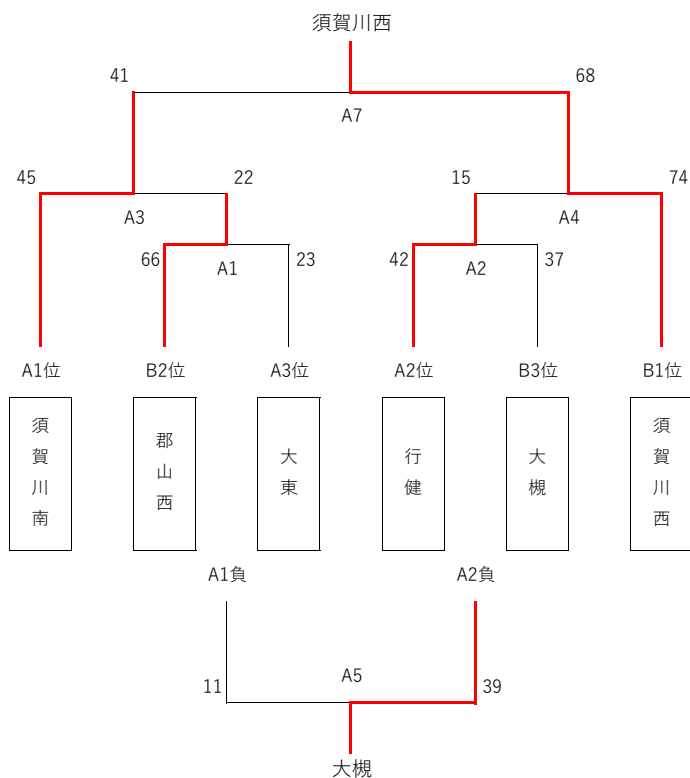 須賀川西
41
68
A7
45
22
15
74
A3
A4
66
A1
23
42
A2
37
A1位
B2位
A3位
A2位
B3位
B1位
須賀川南
郡山西
大東
行健
大槻
須賀川西
A1負
A2負
A5
11
39
大槻